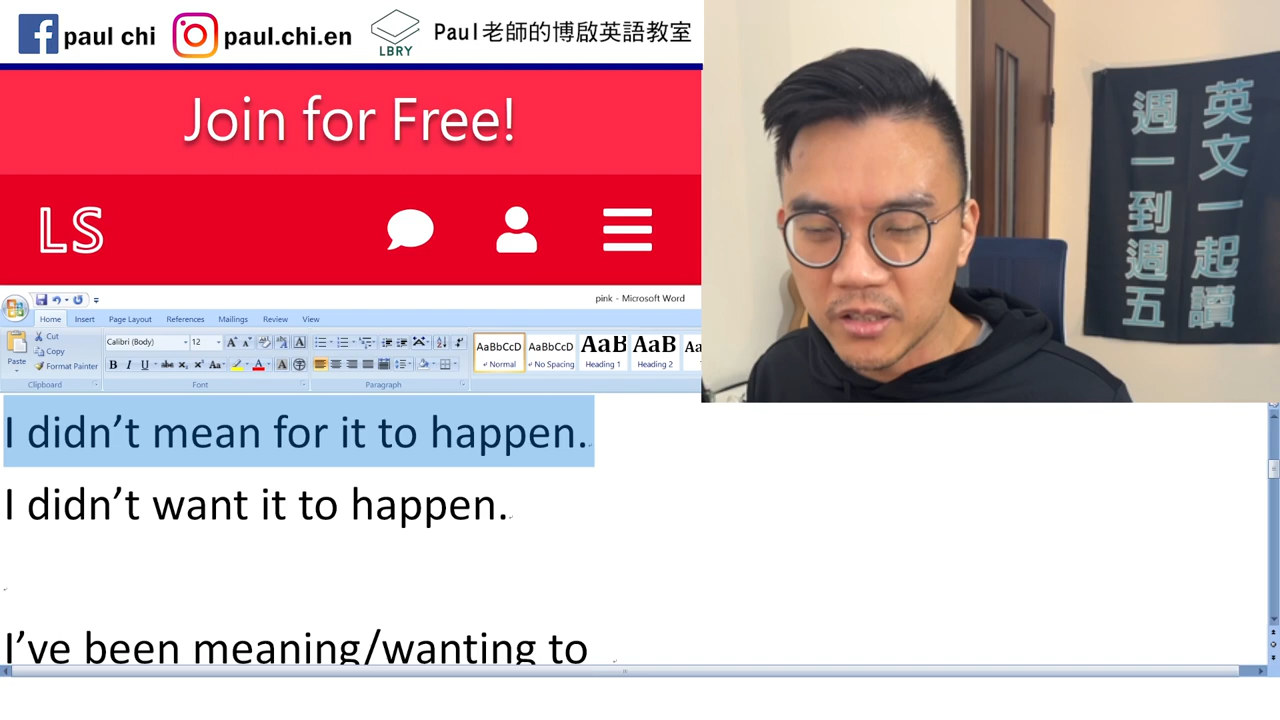 paul chi
paul.chi.en
LBRY
Paul老師的博啟英語教室
Join for Free!
LS
pink - Microsoft Word
Home Insert Page Layout References Mailings Review View
Paste
Cut
Copy
Format Painter
Clipboard
Calibri (Body) 12
Font
Paragraph
AaBbCcD AaBbCcD AaB AaB Aa
Normal No Spacing Heading 1 Heading 2
I didn’t mean for it to happen.
I didn’t want it to happen.
I’ve been meaning/wanting to
英文一起讀
週一到週五